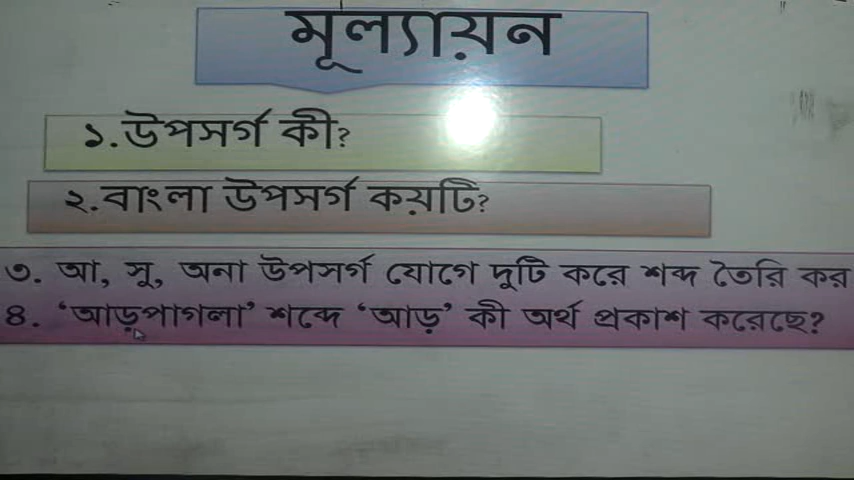 মূল্যায়ন
১.উপসর্গ কী?
২.বাংলা উপসর্গ কয়টি?
৩. আ, সু, অনা উপসর্গ যোগে দুটি করে শব্দ তৈরি কর
৪. ‘আড়পাগলা’ শব্দে ‘আড়’ কী অর্থ প্রকাশ করেছে?